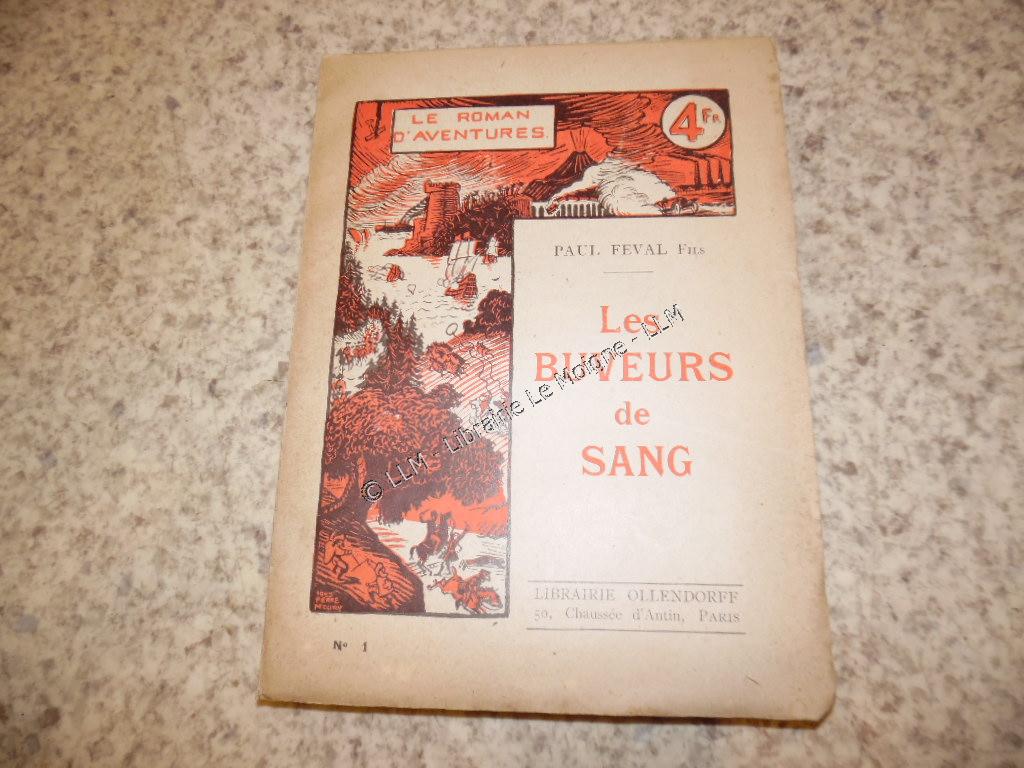 LE ROMAN
D'AVENTURES.
4 FR
PAUL FEVAL FILS
Les
BUVEURS
de
SANG
© LLM - Librairie Le Moigne - LLM
LIBRAIRIE OLLENDORFF
50, Chaussée d'Antin, PARIS
Nº 1